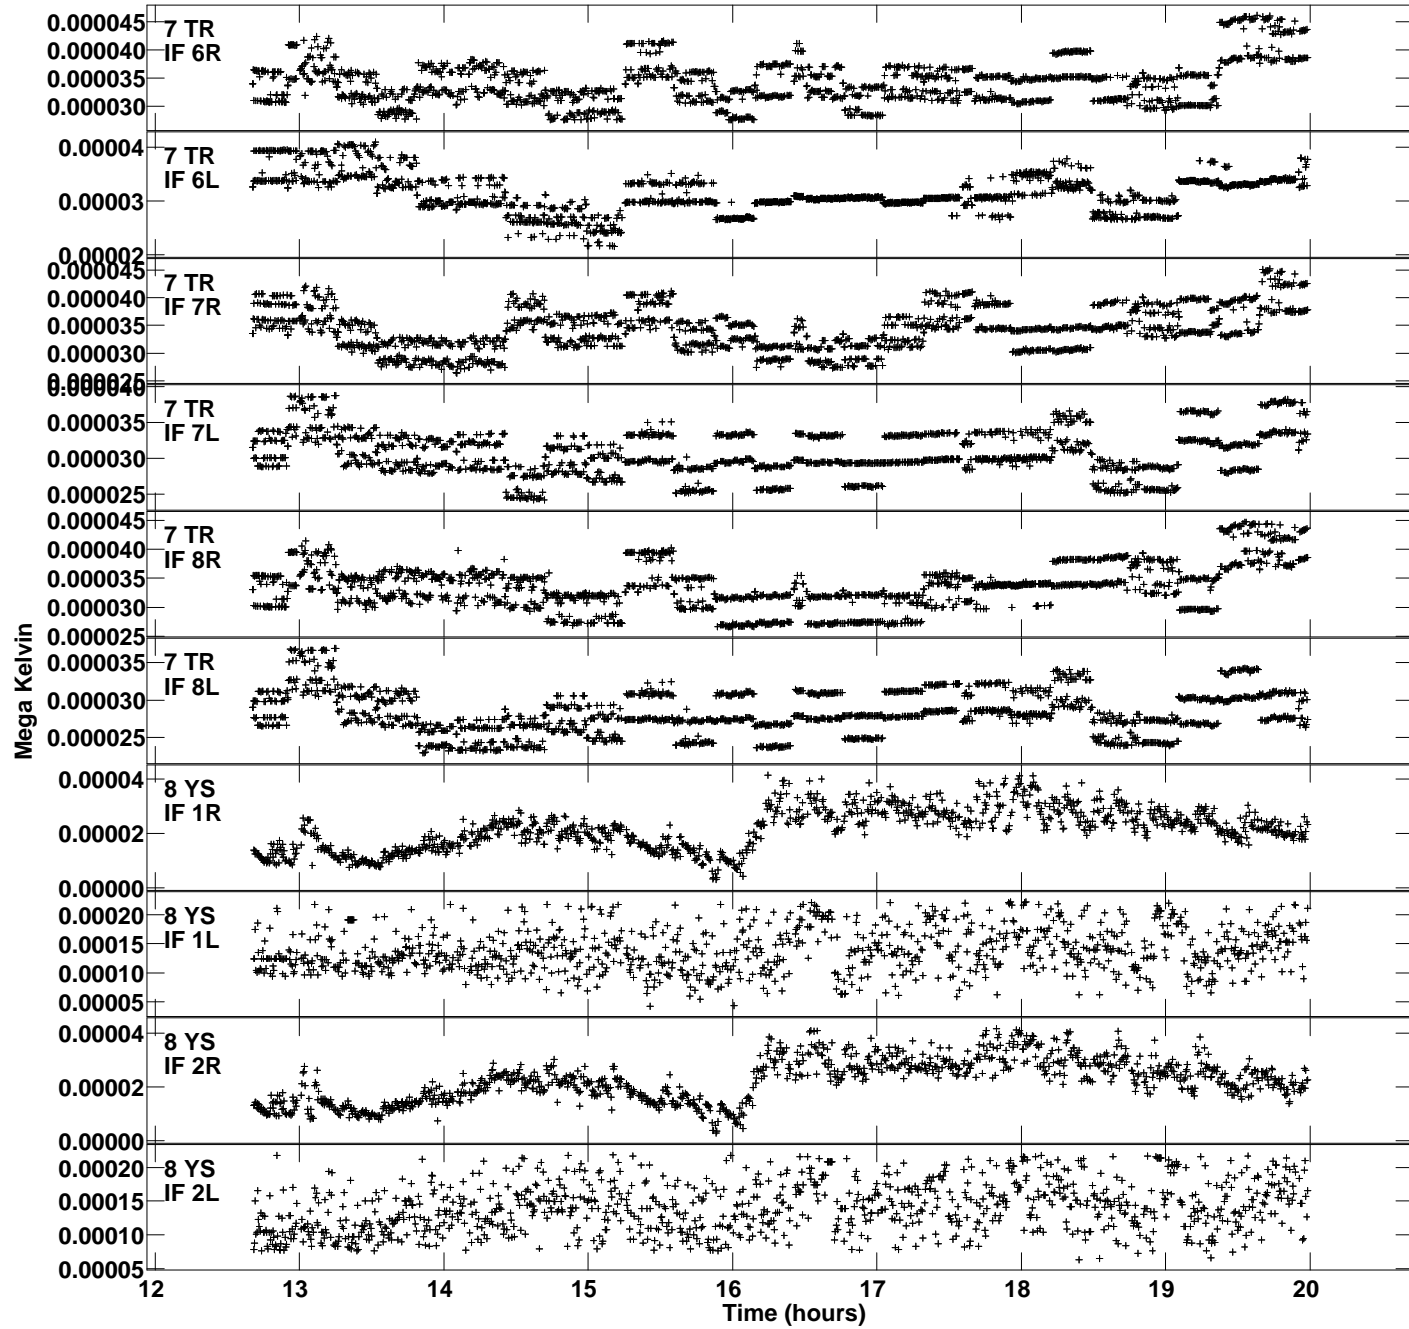 0.000045
0.000040
0.000035
0.000030
7 TR
IF 6R
0.00004
0.00003
0.00002
7 TR
IF 6L
0.000045
0.000040
0.000035
0.000030
0.000025
7 TR
IF 7R
0.000040
0.000035
0.000030
0.000025
7 TR
IF 7L
0.000045
0.000040
0.000035
0.000030
0.000025
7 TR
IF 8R
0.000035
0.000030
0.000025
7 TR
IF 8L
0.00004
0.00002
0.00000
8 YS
IF 1R
0.00020
0.00015
0.00010
0.00005
8 YS
IF 1L
0.00004
0.00002
0.00000
8 YS
IF 2R
0.00020
0.00015
0.00010
0.00005
8 YS
IF 2L
Mega Kelvin
12 13 14 15 16 17 18 19 20
Time (hours)